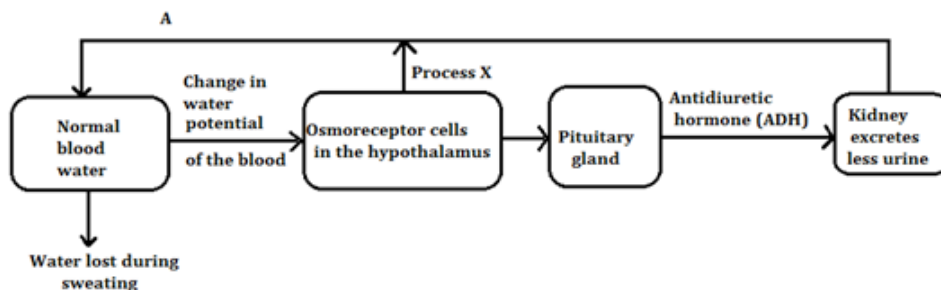 A
Process X
Change in
water
potential
of the blood
Normal
blood
water
Osmoreceptor cells
in the hypothalamus
Pituitary
gland
Antidiuretic
hormone (ADH)
Kidney
excretes
less urine
Water lost during
sweating